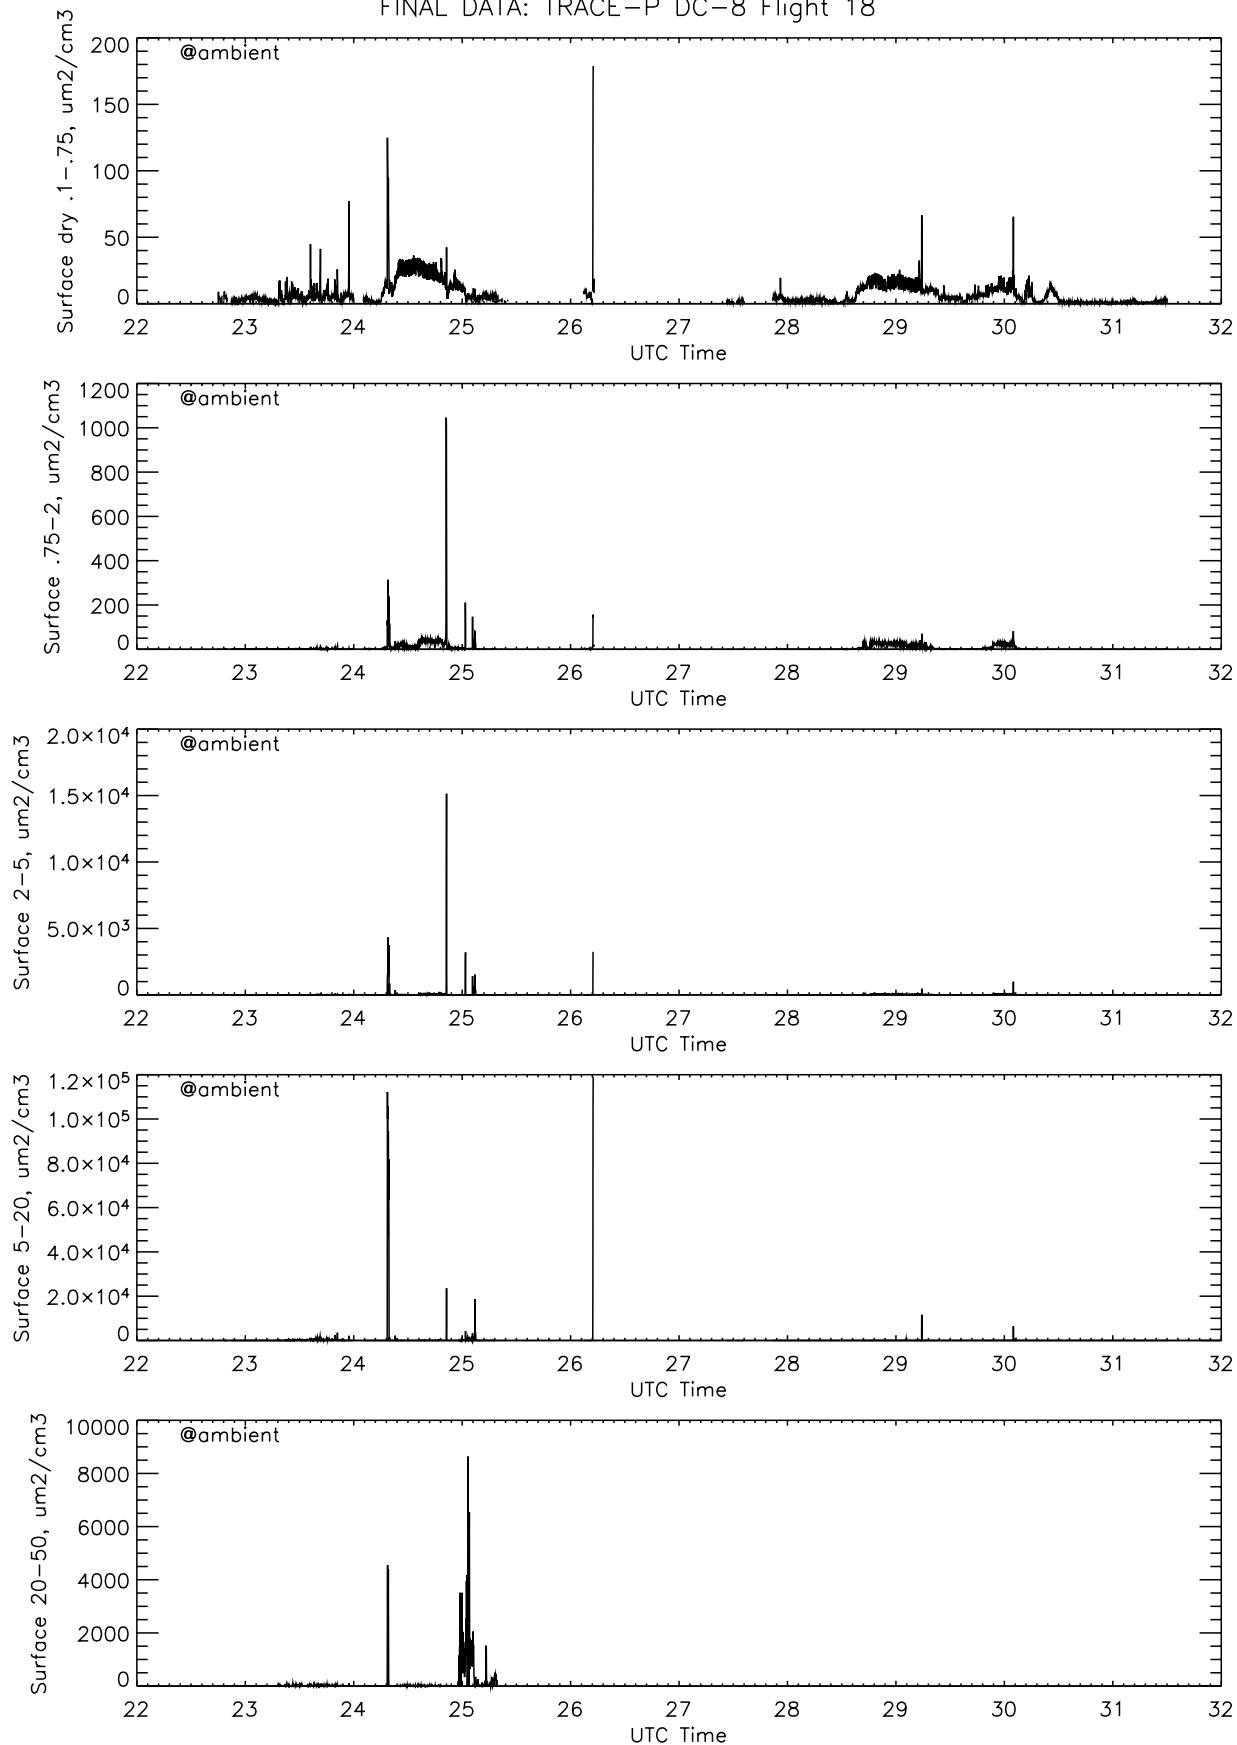 FINAL DATA: TRACE-P DC-8 Flight 18
Surface dry .1-.75, um2/cm3
@ambient
200
150
100
50
0
22 23 24 25 26 27 28 29 30 31 32
UTC Time
Surface .75-2, um2/cm3
@ambient
1200
1000
800
600
400
200
0
22 23 24 25 26 27 28 29 30 31 32
UTC Time
Surface 2-5, um2/cm3
@ambient
2.0×10⁴
1.5×10⁴
1.0×10⁴
5.0×10³
0
22 23 24 25 26 27 28 29 30 31 32
UTC Time
Surface 5-20, um2/cm3
@ambient
1.2×10⁵
1.0×10⁵
8.0×10⁴
6.0×10⁴
4.0×10⁴
2.0×10⁴
0
22 23 24 25 26 27 28 29 30 31 32
UTC Time
Surface 20-50, um2/cm3
@ambient
10000
8000
6000
4000
2000
0
22 23 24 25 26 27 28 29 30 31 32
UTC Time